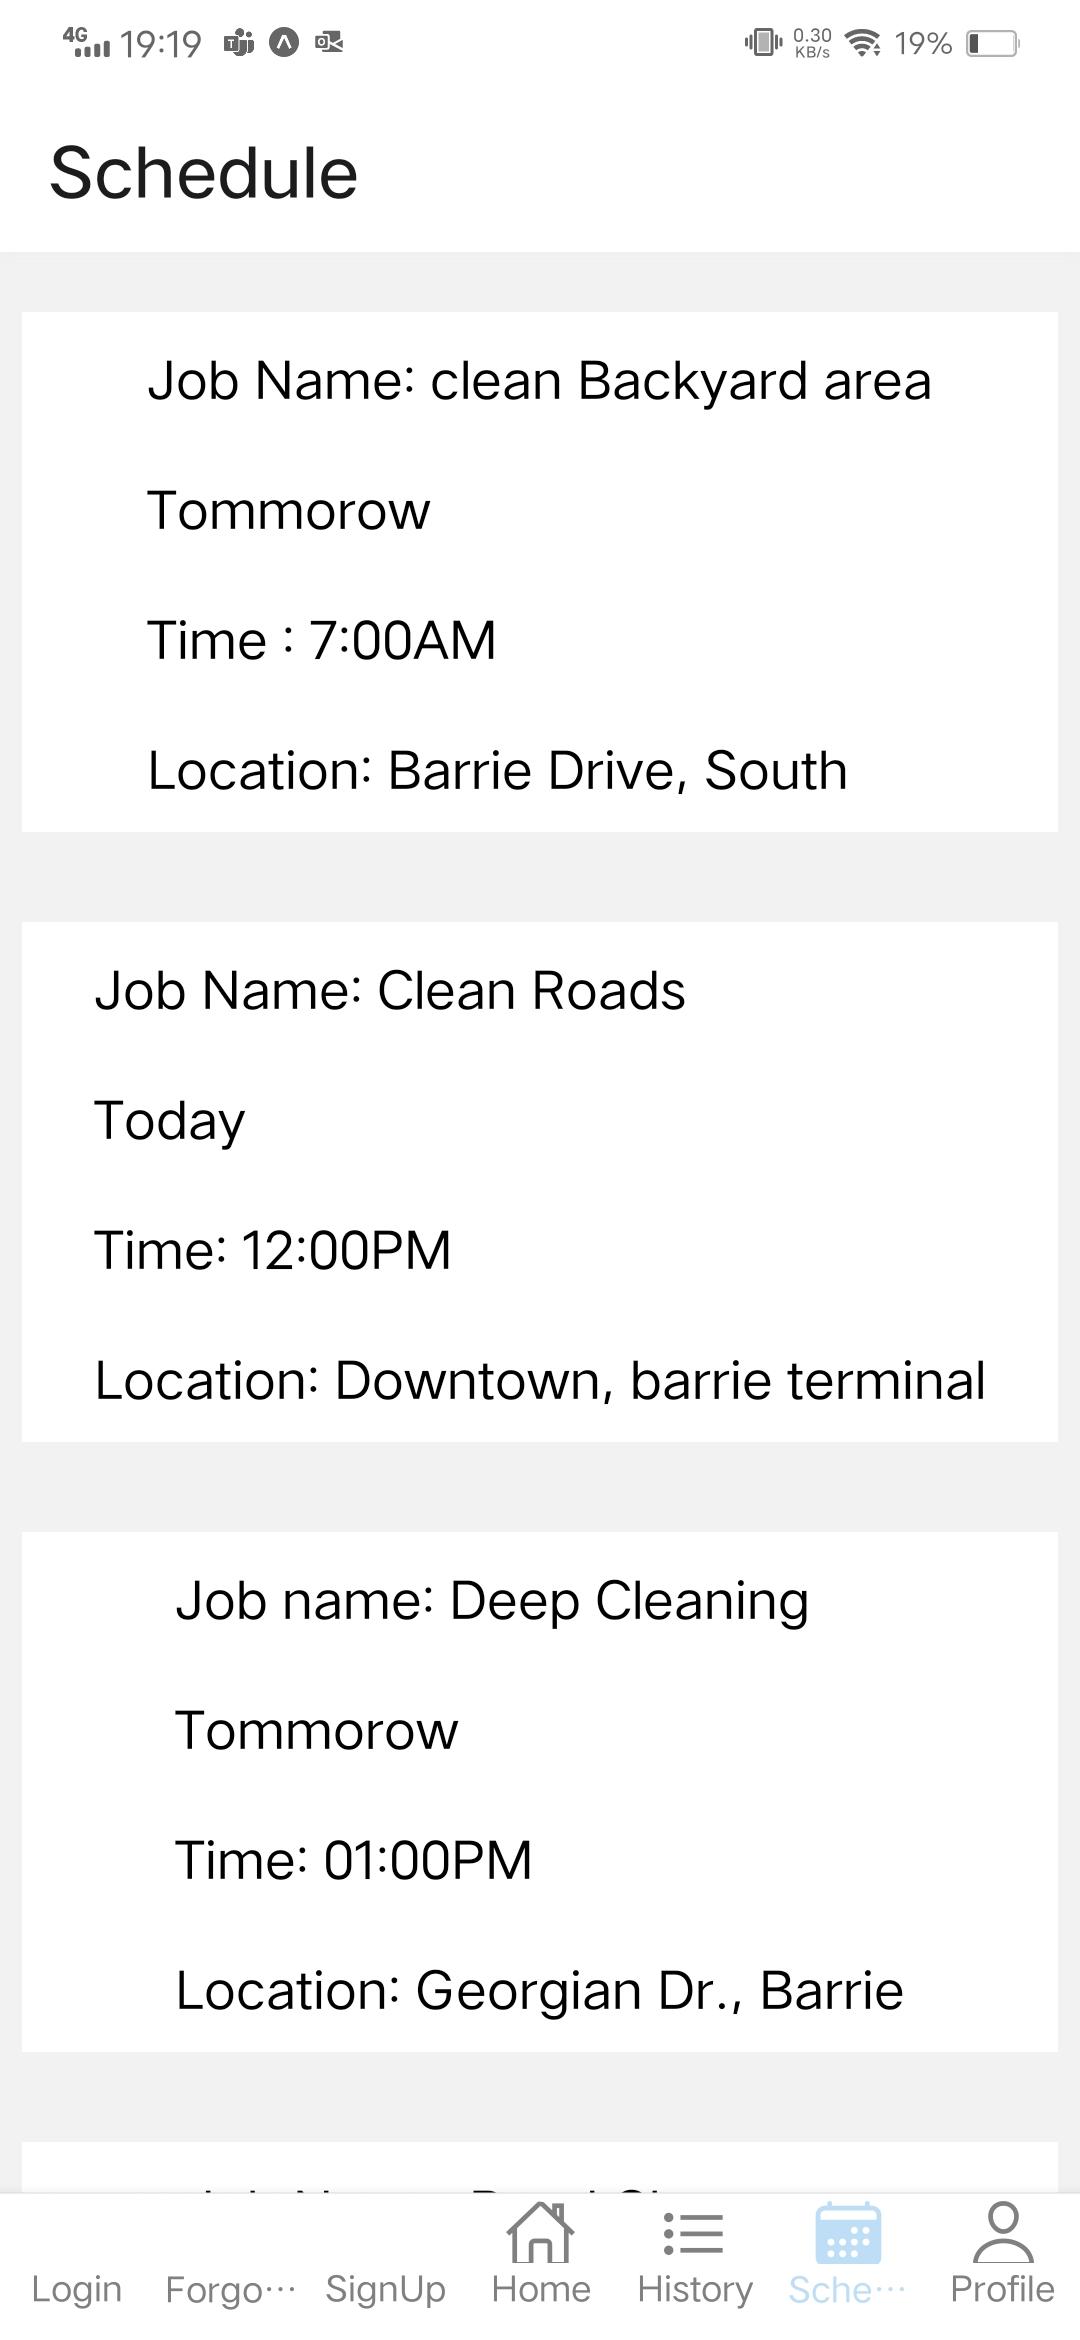 4G 19:19 0.30 KB/s 19%
Schedule
Job Name: clean Backyard area
Tommorow
Time : 7:00AM
Location: Barrie Drive, South
Job Name: Clean Roads
Today
Time: 12:00PM
Location: Downtown, barrie terminal
Job name: Deep Cleaning
Tommorow
Time: 01:00PM
Location: Georgian Dr., Barrie
Login Forgo··· SignUp Home History Sche··· Profile